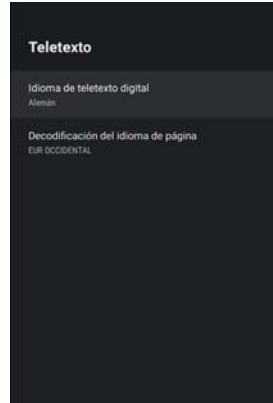 Teletexto
Idioma de teletexto digital
Alemán
Decodificación del idioma de página
EUR OCCIDENTAL